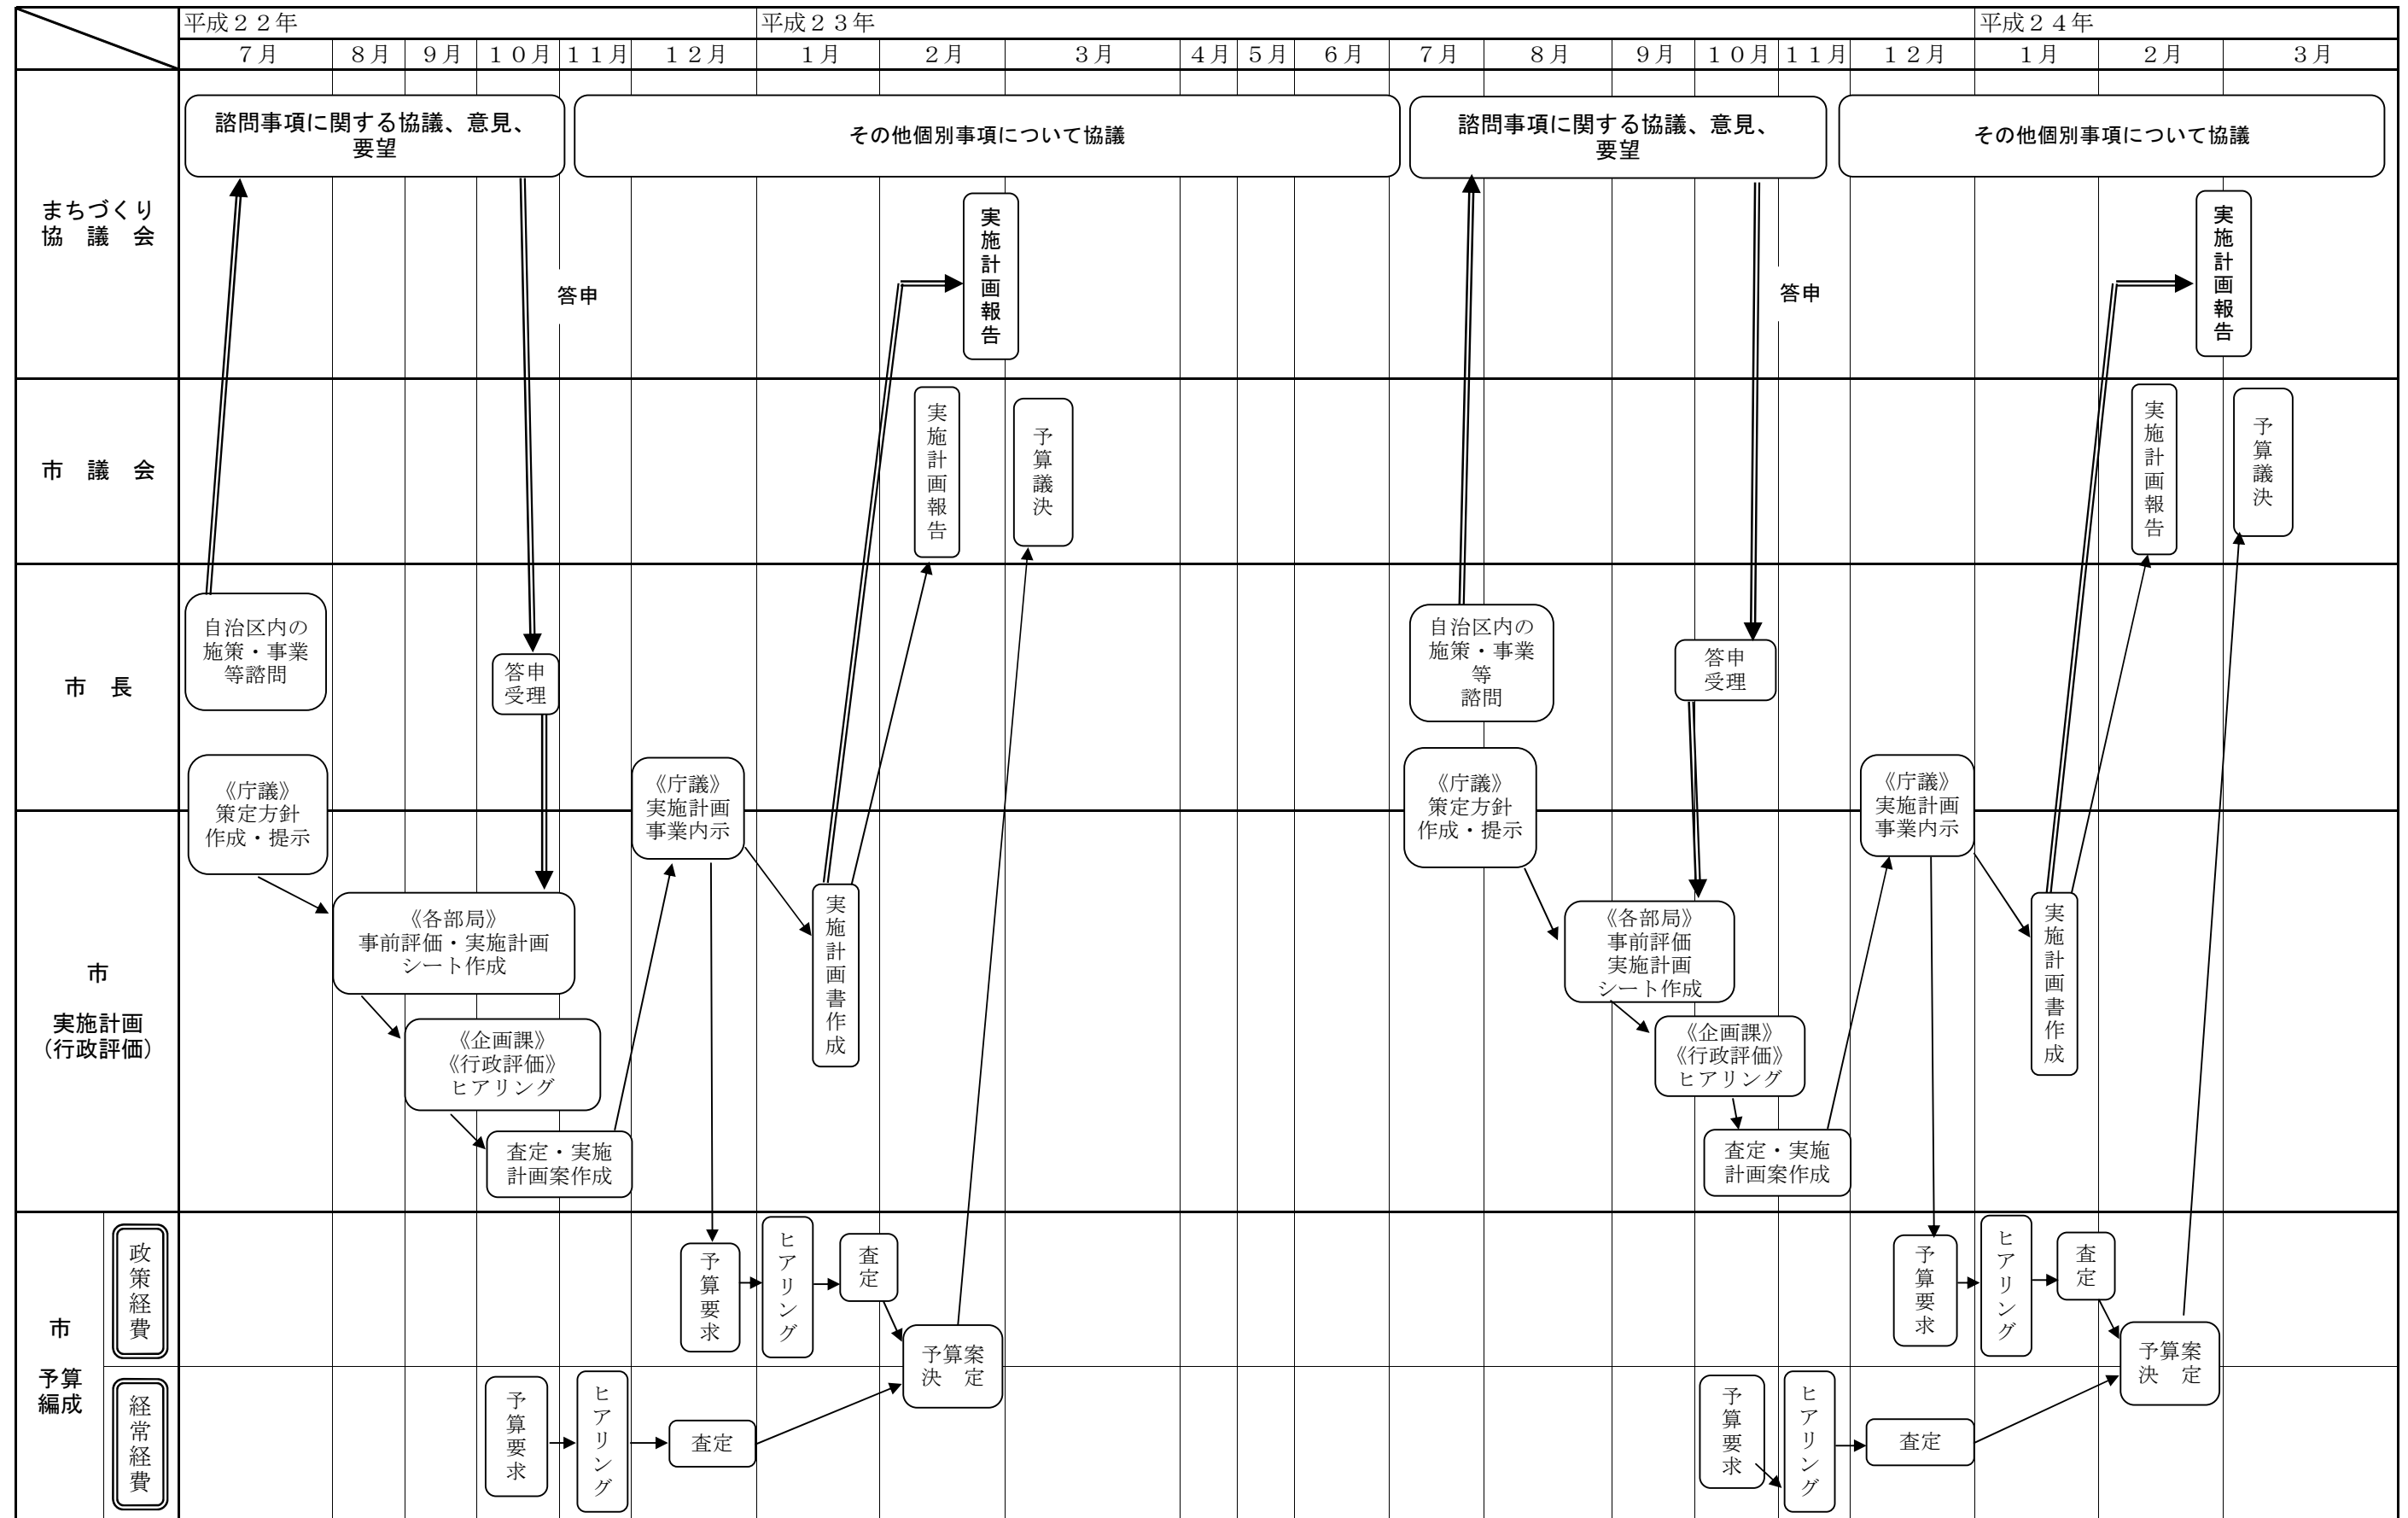 平成２２年
平成２３年
平成２４年
７月
８月
９月
１０月
１１月
１２月
１月
２月
３月
４月
５月
６月
７月
８月
９月
１０月
１１月
１２月
１月
２月
３月
まちづくり
協　議　会
諮問事項に関する協議、意見、
要望
その他個別事項について協議
諮問事項に関する協議、意見、
要望
その他個別事項について協議
答申
実施計画報告
答申
実施計画報告
市　議　会
実施計画報告
予算議決
実施計画報告
予算議決
市　長
自治区内の
施策・事業
等諮問
答申
受理
自治区内の
施策・事業
等
諮問
答申
受理
《庁議》
策定方針
作成・提示
《庁議》
実施計画
事業内示
《庁議》
策定方針
作成・提示
《庁議》
実施計画
事業内示
市
実施計画
（行政評価）
《各部局》
事前評価・実施計画
シート作成
《企画課》
《行政評価》
ヒアリング
査定・実施
計画案作成
実施計画書作成
《各部局》
事前評価
実施計画
シート作成
《企画課》
《行政評価》
ヒアリング
査定・実施
計画案作成
実施計画書作成
市
予算
編成
政策経費
予算要求
ヒアリング
査定
予算案
決　定
予算要求
ヒアリング
査定
予算案
決　定
経常経費
予算要求
ヒアリング
査定
予算要求
ヒアリング
査定